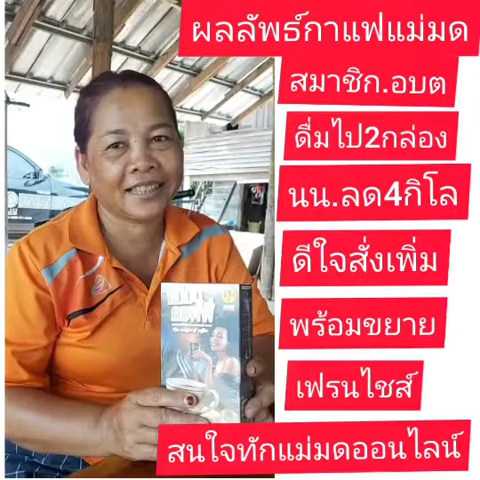 ผลลัพธ์กาแฟแม่มด
สมาชิก.อบต
ดื่มไป2กล่อง
นน.ลด4กิโล
ดีใจสั่งเพิ่ม
พร้อมขยาย
เฟรนไชส์
สนใจทักแม่มดออนไลน์